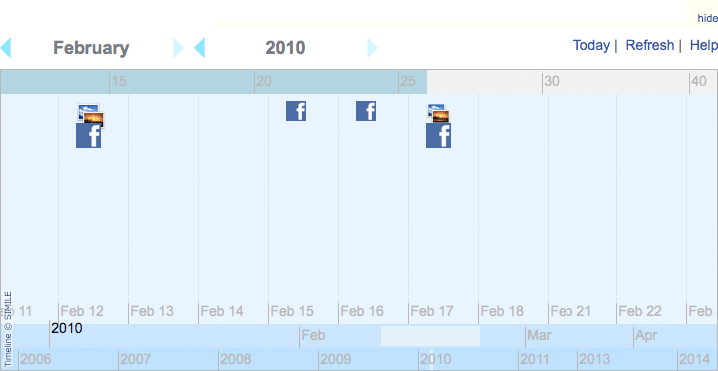 hide
February 2010 Today | Refresh | Help
15 20 25 30 40
f f f f
Feb 12 Feb 13 Feb 14 Feb 15 Feb 16 Feb 17 Feb 18 Feb 21 Feb 22 Feb
2010
Feb Mar Apr
2006 2007 2008 2009 2010 2011 2013 2014
Timeline © SIMILE